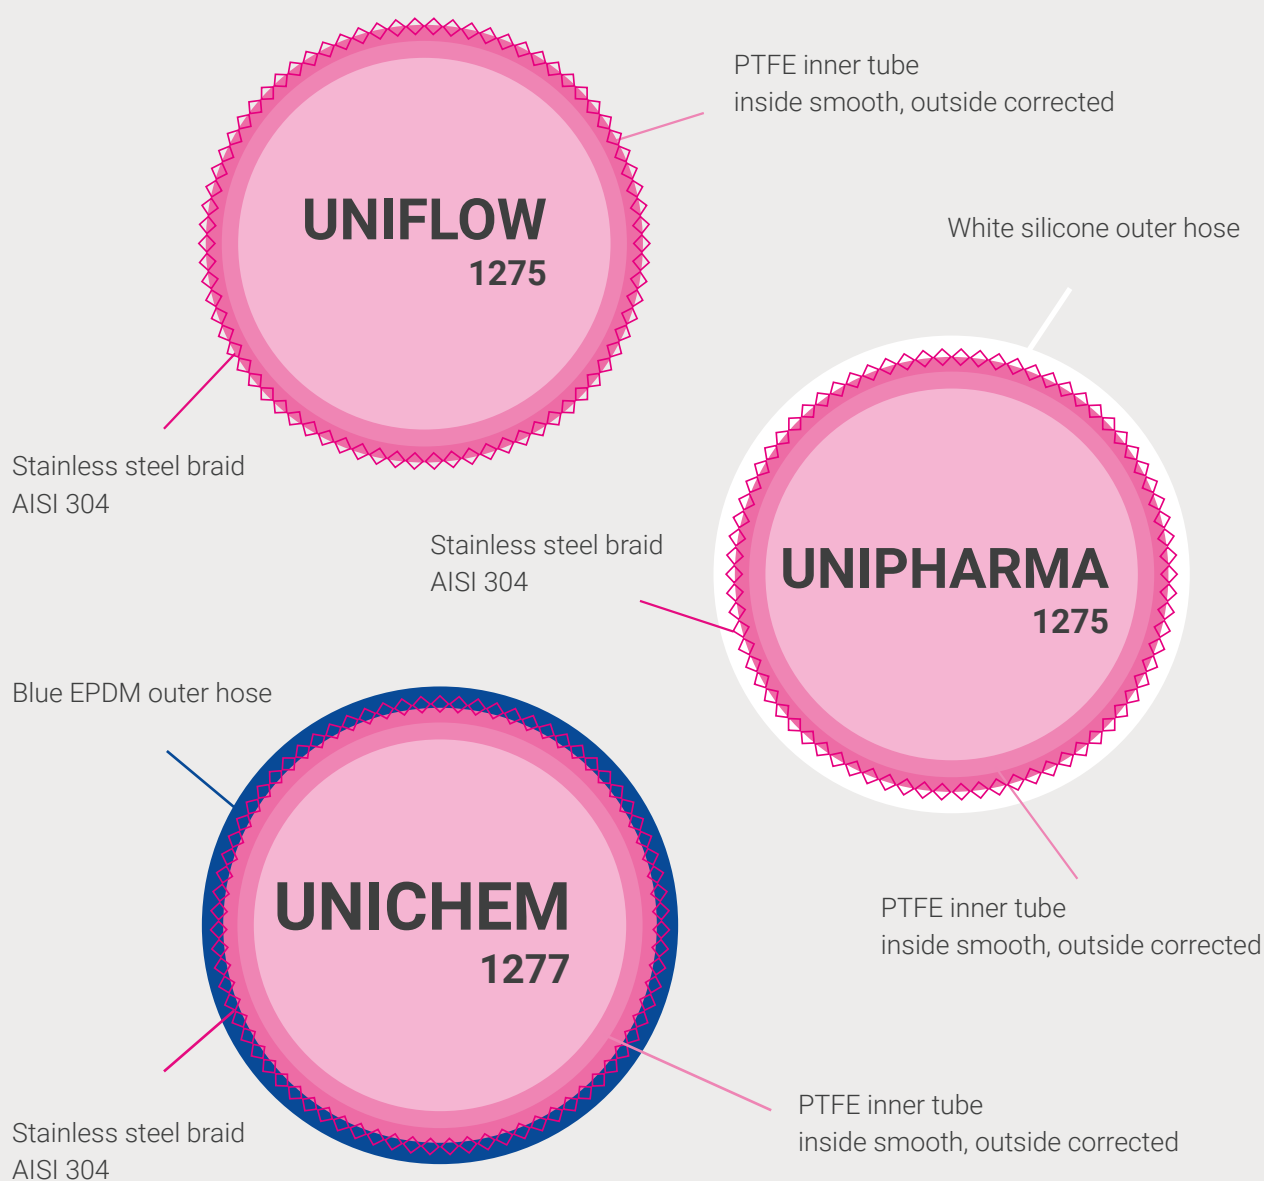 PTFE inner tube
inside smooth, outside corrected
UNIFLOW
1275
Stainless steel braid
AISI 304
White silicone outer hose
Stainless steel braid
AISI 304
UNIPHARMA
1275
PTFE inner tube
inside smooth, outside corrected
Blue EPDM outer hose
UNICHEM
1277
Stainless steel braid
AISI 304
PTFE inner tube
inside smooth, outside corrected